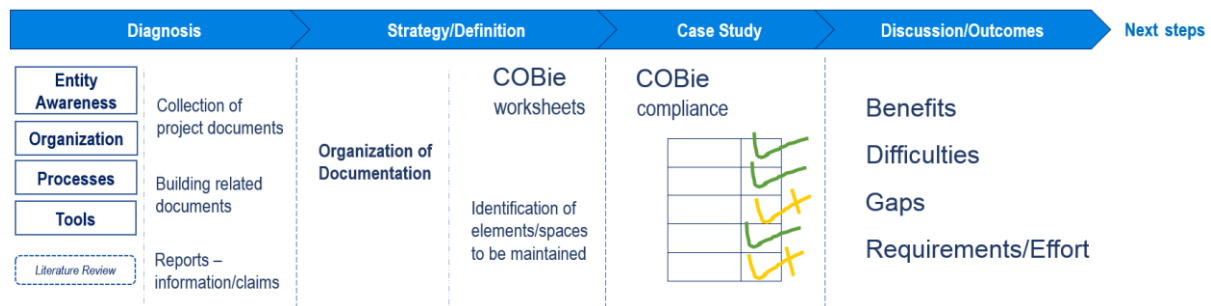 Diagnosis
Strategy/Definition
Case Study
Discussion/Outcomes
Next steps
Entity
Awareness
Organization
Processes
Tools
Literature Review
Collection of
project documents
Building related
documents
Reports –
information/claims
Organization of
Documentation
COBie
worksheets
Identification of
elements/spaces
to be maintained
COBie
compliance
Benefits
Difficulties
Gaps
Requirements/Effort